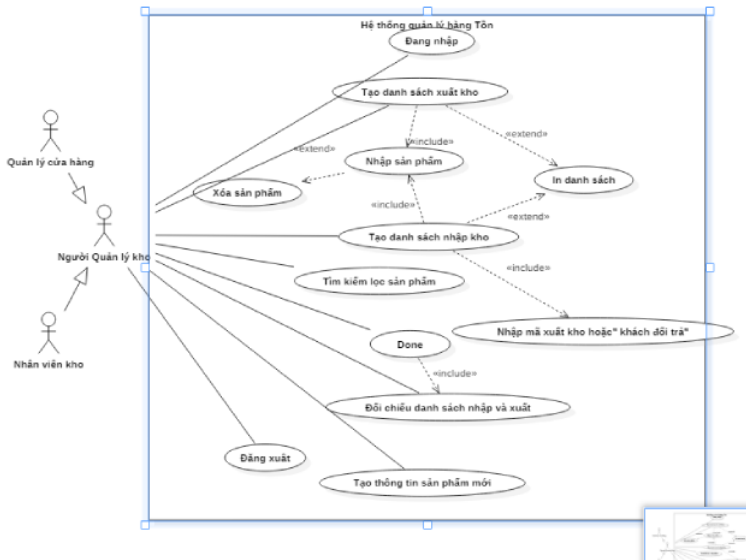 Hệ thống quản lý hàng Tồn
Đang nhập
Tạo danh sách xuất kho
Quản lý cửa hàng
«extend»
«include»
«extend»
Nhập sản phẩm
Xóa sản phẩm
In danh sách
«include»
«extend»
Tạo danh sách nhập kho
Người Quản lý kho
«include»
Tìm kiếm lọc sản phẩm
Nhập mã xuất kho hoặc" khách đổi trả"
Done
Nhân viên kho
«include»
Đối chiếu danh sách nhập và xuất
Đăng xuất
Tạo thông tin sản phẩm mới